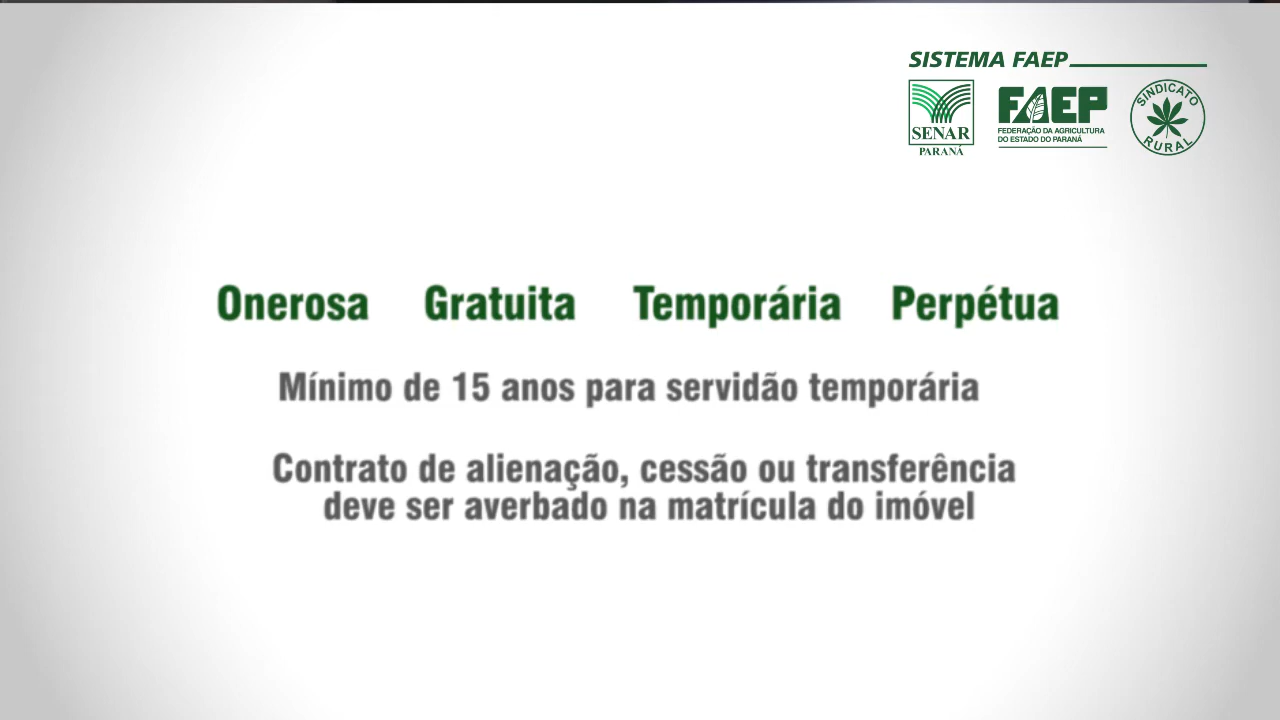 SISTEMA FAEP
SENAR
PARANÁ
FAEP
FEDERAÇÃO DA AGRICULTURA
DO ESTADO DO PARANÁ
SINDICATO
RURAL
Onerosa Gratuita Temporária Perpétua
Mínimo de 15 anos para servidão temporária
Contrato de alienação, cessão ou transferência
deve ser averbado na matrícula do imóvel